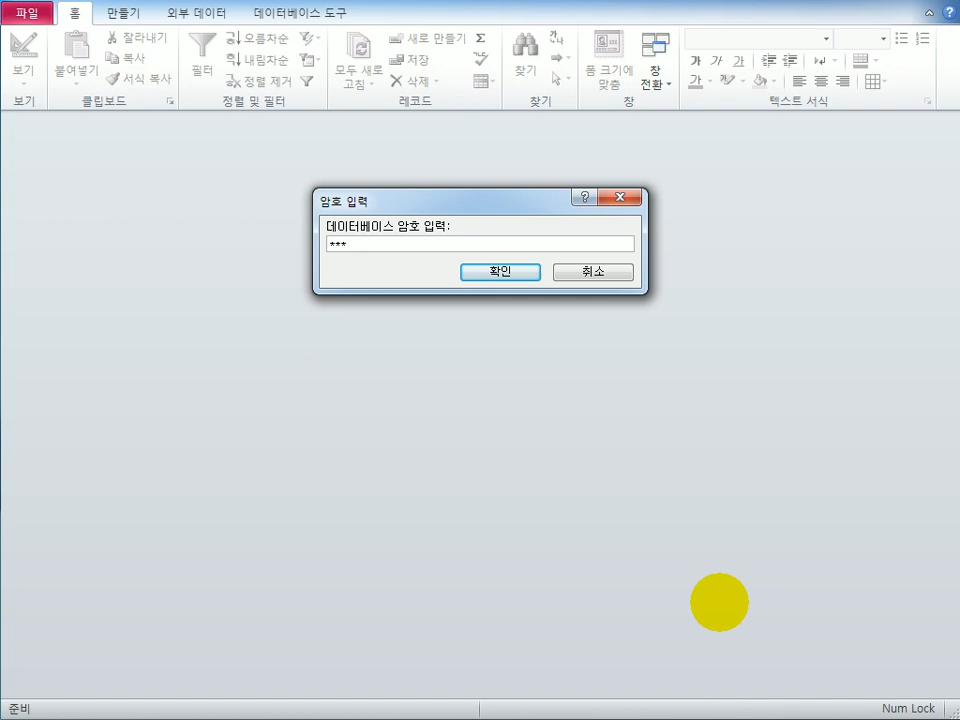 파일 홈 만들기 외부 데이터 데이터베이스 도구
보기
보기
붙여넣기
잘라내기
복사
서식 복사
클립보드
필터
오름차순
내림차순
정렬 제거
정렬 및 필터
모두 새로
고침
새로 만들기
저장
삭제
레코드
찾기
찾기
폼 크기에
맞춤
창
전환
창
가 가 가
가
텍스트 서식
암호 입력
데이터베이스 암호 입력:
***
확인 취소
준비 Num Lock